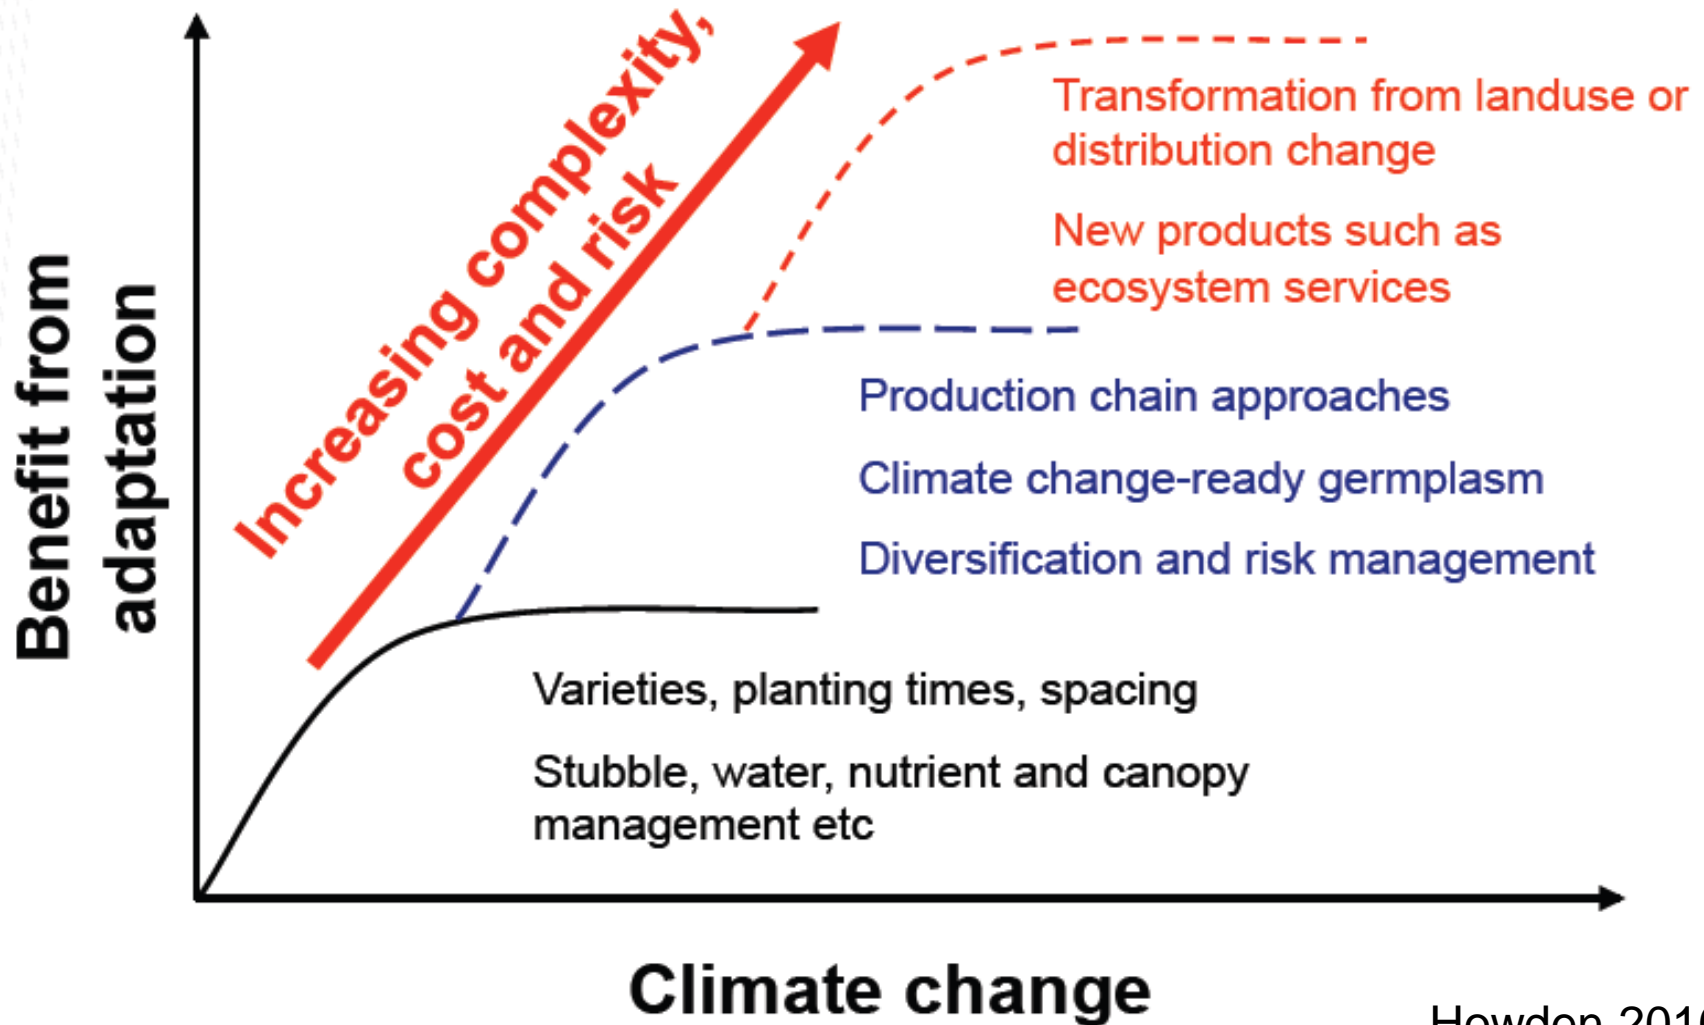 Benefit from
adaptation
Increasing complexity,
cost and risk
Transformation from landuse or
distribution change
New products such as
ecosystem services
Production chain approaches
Climate change-ready germplasm
Diversification and risk management
Varieties, planting times, spacing
Stubble, water, nutrient and canopy
management etc
Climate change
Howden 2010